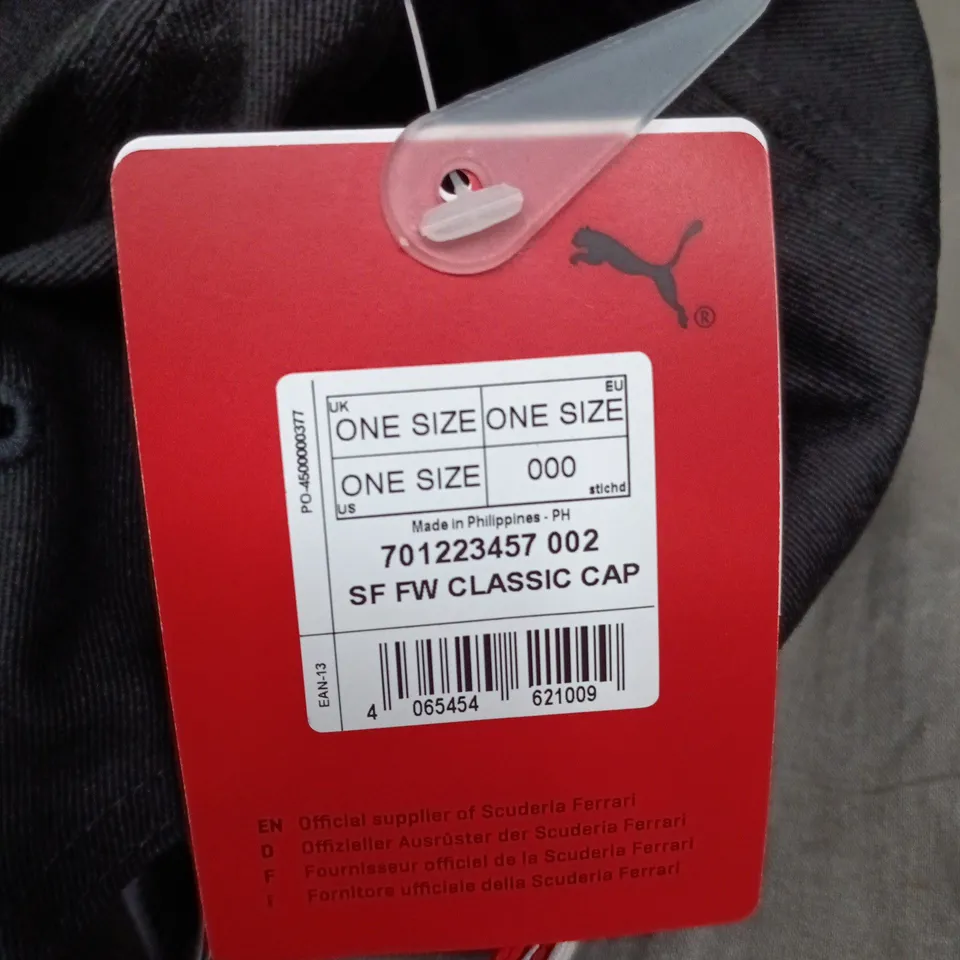 ®
PO-4500000377
UK ONE SIZE
EU ONE SIZE
ONE SIZE US
000 stichd
Made in Philippines - PH
701223457 002
SF FW CLASSIC CAP
EAN-13
4 065454 621009
EN Official supplier of Scuderia Ferrari
D Offizieller Ausrüster der Scuderia Ferrari
F Fournisseur officiel de la Scuderia Ferrari
I Fornitore ufficiale della Scuderia Ferrari